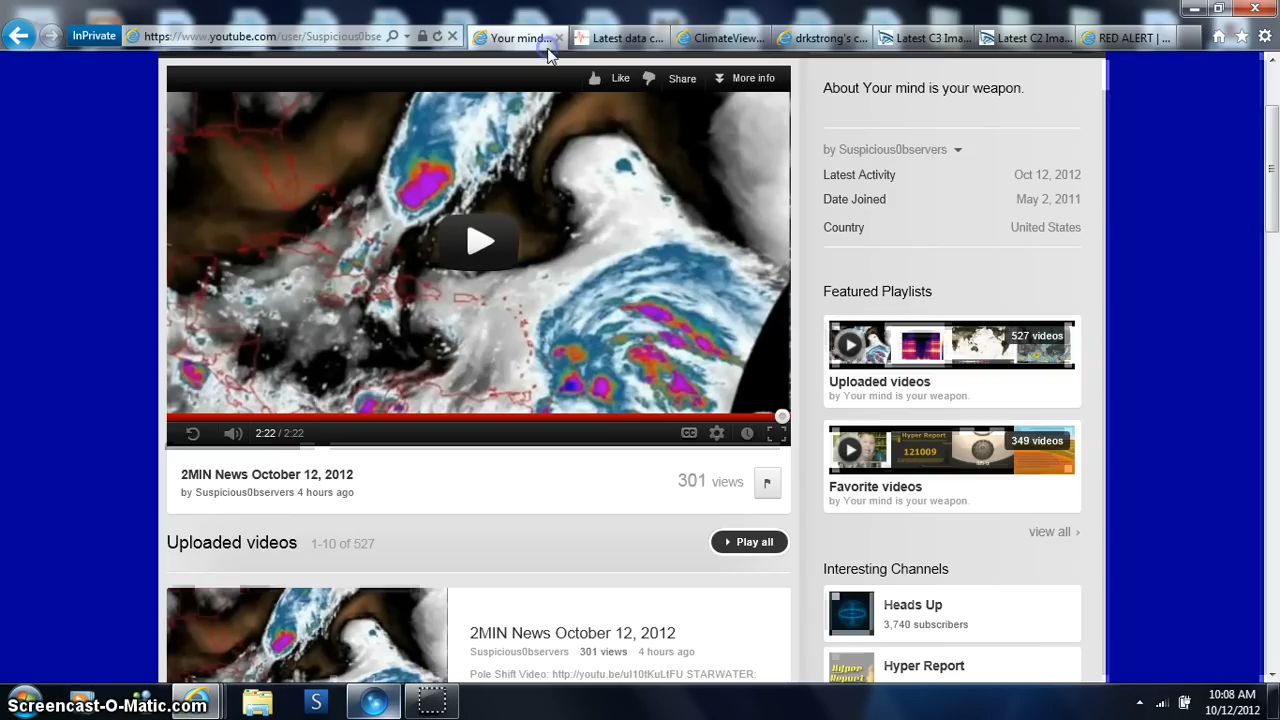 InPrivate
https://www.youtube.com/user/Suspicious0bse
Your mind...
Latest data c...
ClimateView...
drkstrong's c...
Latest C3 Ima...
Latest C2 Ima...
RED ALERT | ...
Like
Share
More info
About Your mind is your weapon.
by Suspicious0bservers
Latest Activity Oct 12, 2012
Date Joined May 2, 2011
Country United States
Featured Playlists
527 videos
Uploaded videos
by Your mind is your weapon.
Hyper Report
121009
349 videos
Favorite videos
by Your mind is your weapon.
view all ›
2:22 / 2:22
CC
2MIN News October 12, 2012
by Suspicious0bservers 4 hours ago
301 views
Uploaded videos 1-10 of 527
Play all
Interesting Channels
Heads Up
3,740 subscribers
Hyper Report
Hyper Report
2MIN News October 12, 2012
Suspicious0bservers 301 views 4 hours ago
Pole Shift Video: http://youtu.be/ul10tKuLtFU STARWATER:
S
Screencast-O-Matic.com
10:08 AM
10/12/2012